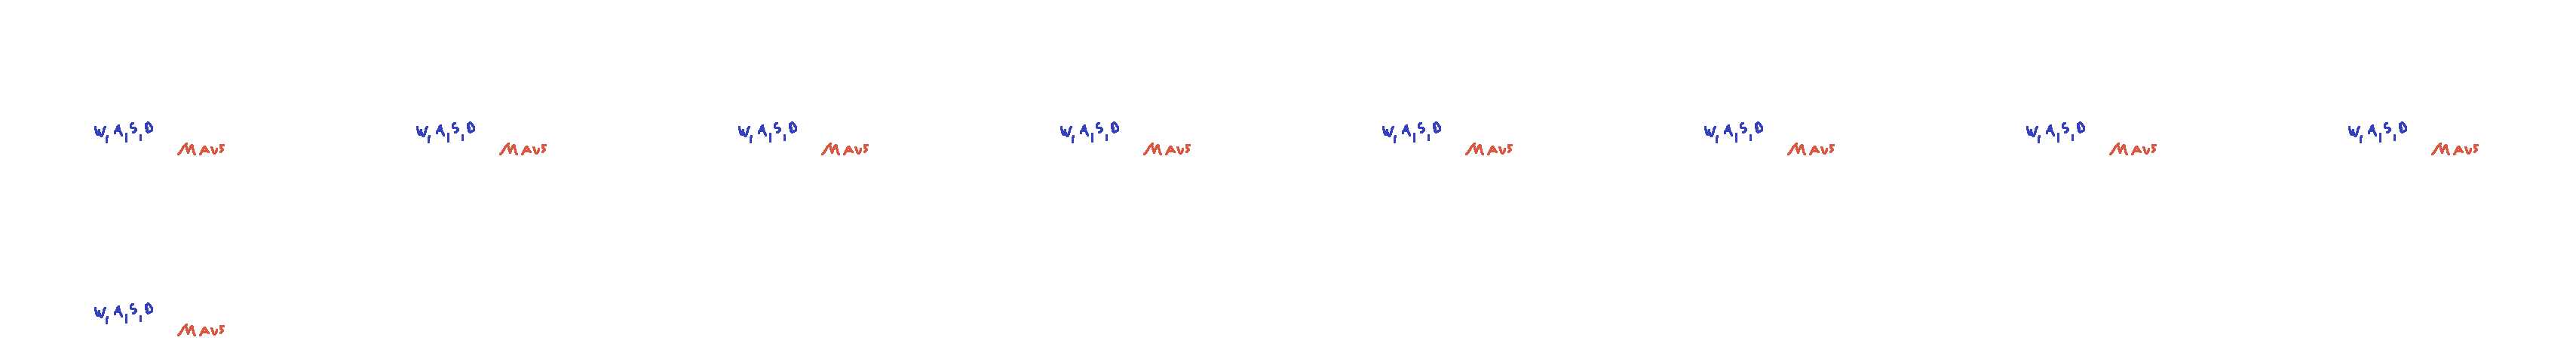 W, A, S, D W, A, S, D W, A, S, D W, A, S, D W, A, S, D W, A, S, D W, A, S, D W, A, S, D
MAUS MAUS MAUS MAUS MAUS MAUS MAUS MAUS
W, A, S, D
MAUS